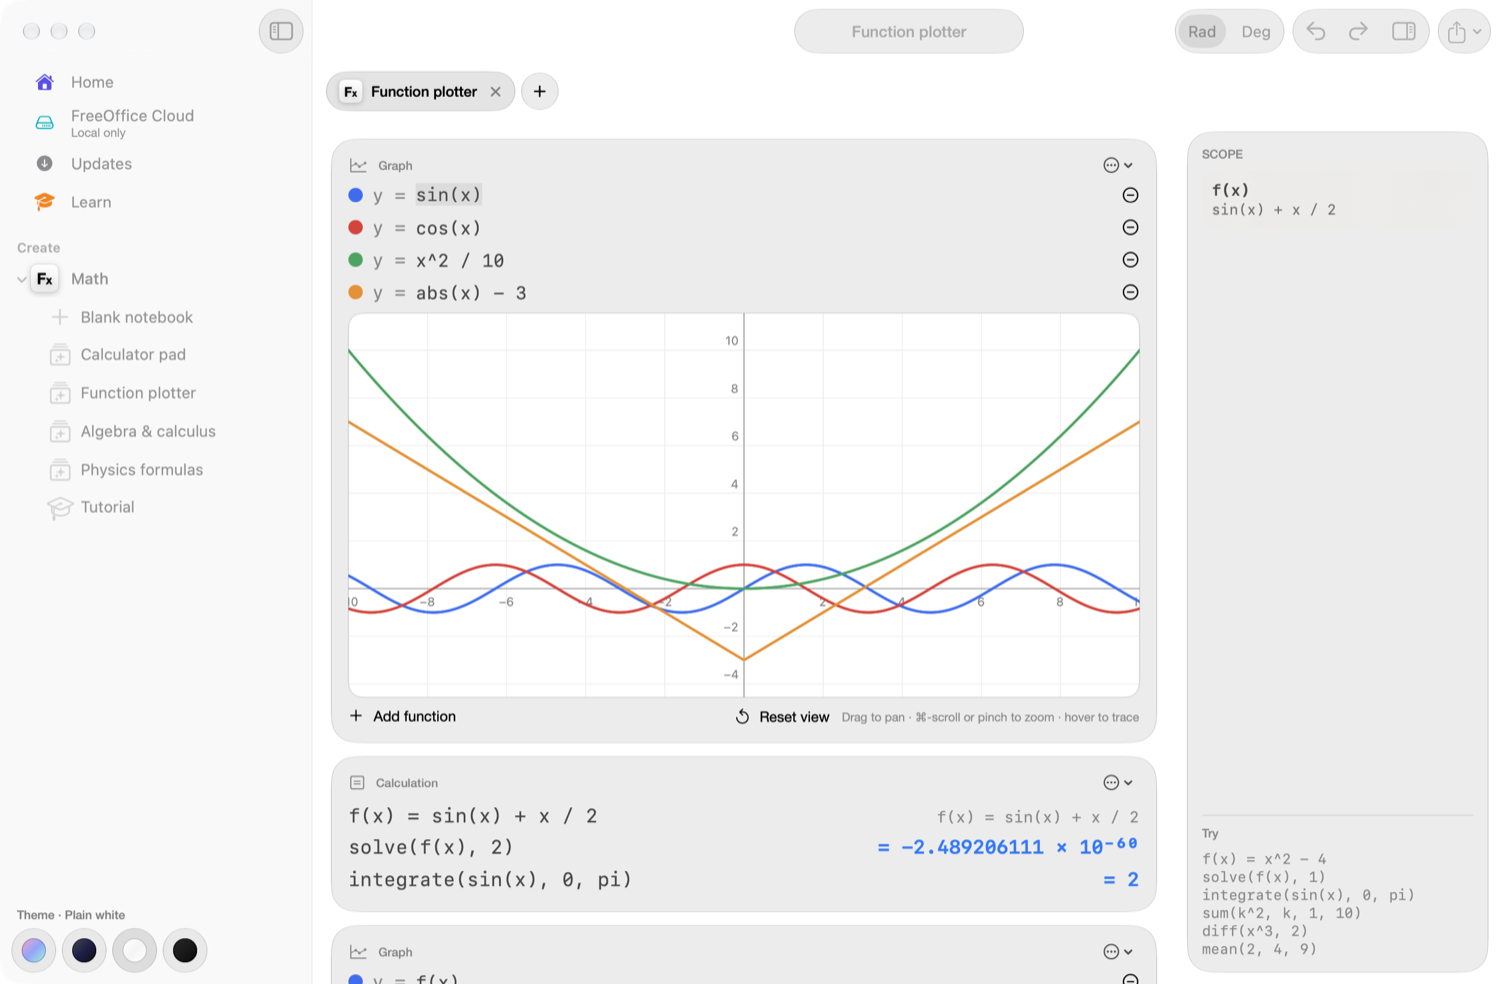 Function plotter
Rad Deg
Home
FreeOffice Cloud
Local only
Updates
Learn
Create
Fx Math
Blank notebook
Calculator pad
Function plotter
Algebra & calculus
Physics formulas
Tutorial
Theme · Plain white
Fx Function plotter
Graph
y = sin(x)
y = cos(x)
y = x^2 / 10
y = abs(x) − 3
10
8
6
4
2
0 −8 −6 −4 −2 2 4 6 8 1
−2
−4
Add function
Reset view Drag to pan · ⌘-scroll or pinch to zoom · hover to trace
Calculation
f(x) = sin(x) + x / 2 f(x) = sin(x) + x / 2
solve(f(x), 2) = −2.489206111 × 10⁻⁶⁰
integrate(sin(x), 0, pi) = 2
Graph
y = f(x)
SCOPE
f(x)
sin(x) + x / 2
Try
f(x) = x^2 − 4
solve(f(x), 1)
integrate(sin(x), 0, pi)
sum(k^2, k, 1, 10)
diff(x^3, 2)
mean(2, 4, 9)